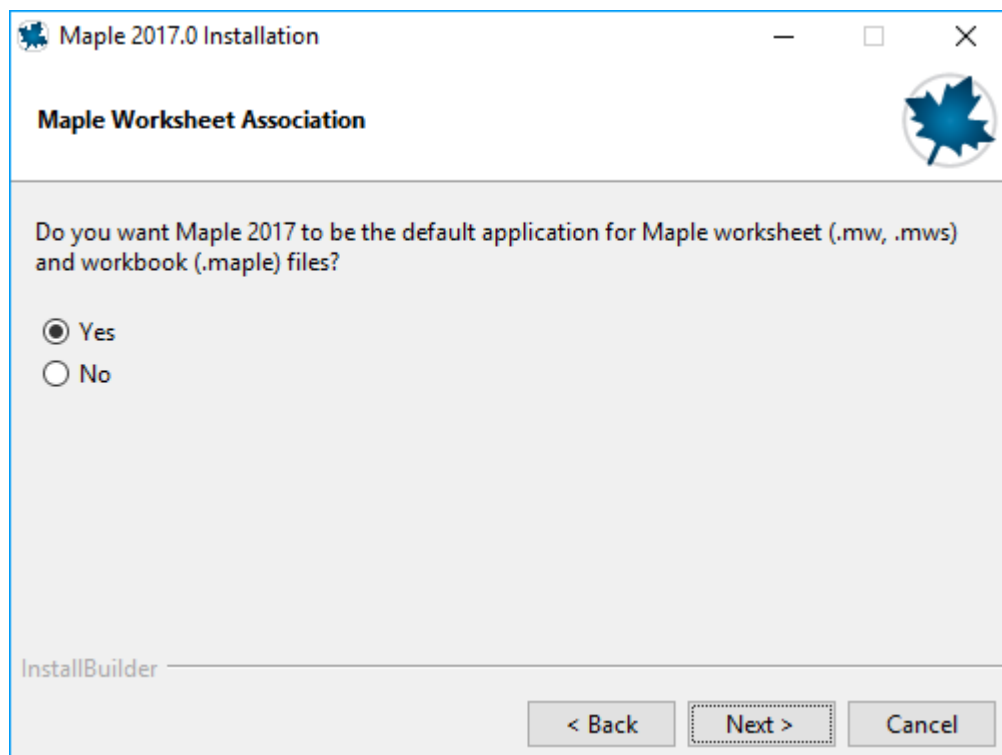 Maple 2017.0 Installation
Maple Worksheet Association
Do you want Maple 2017 to be the default application for Maple worksheet (.mw, .mws)
and workbook (.maple) files?
Yes
No
InstallBuilder
< Back
Next >
Cancel